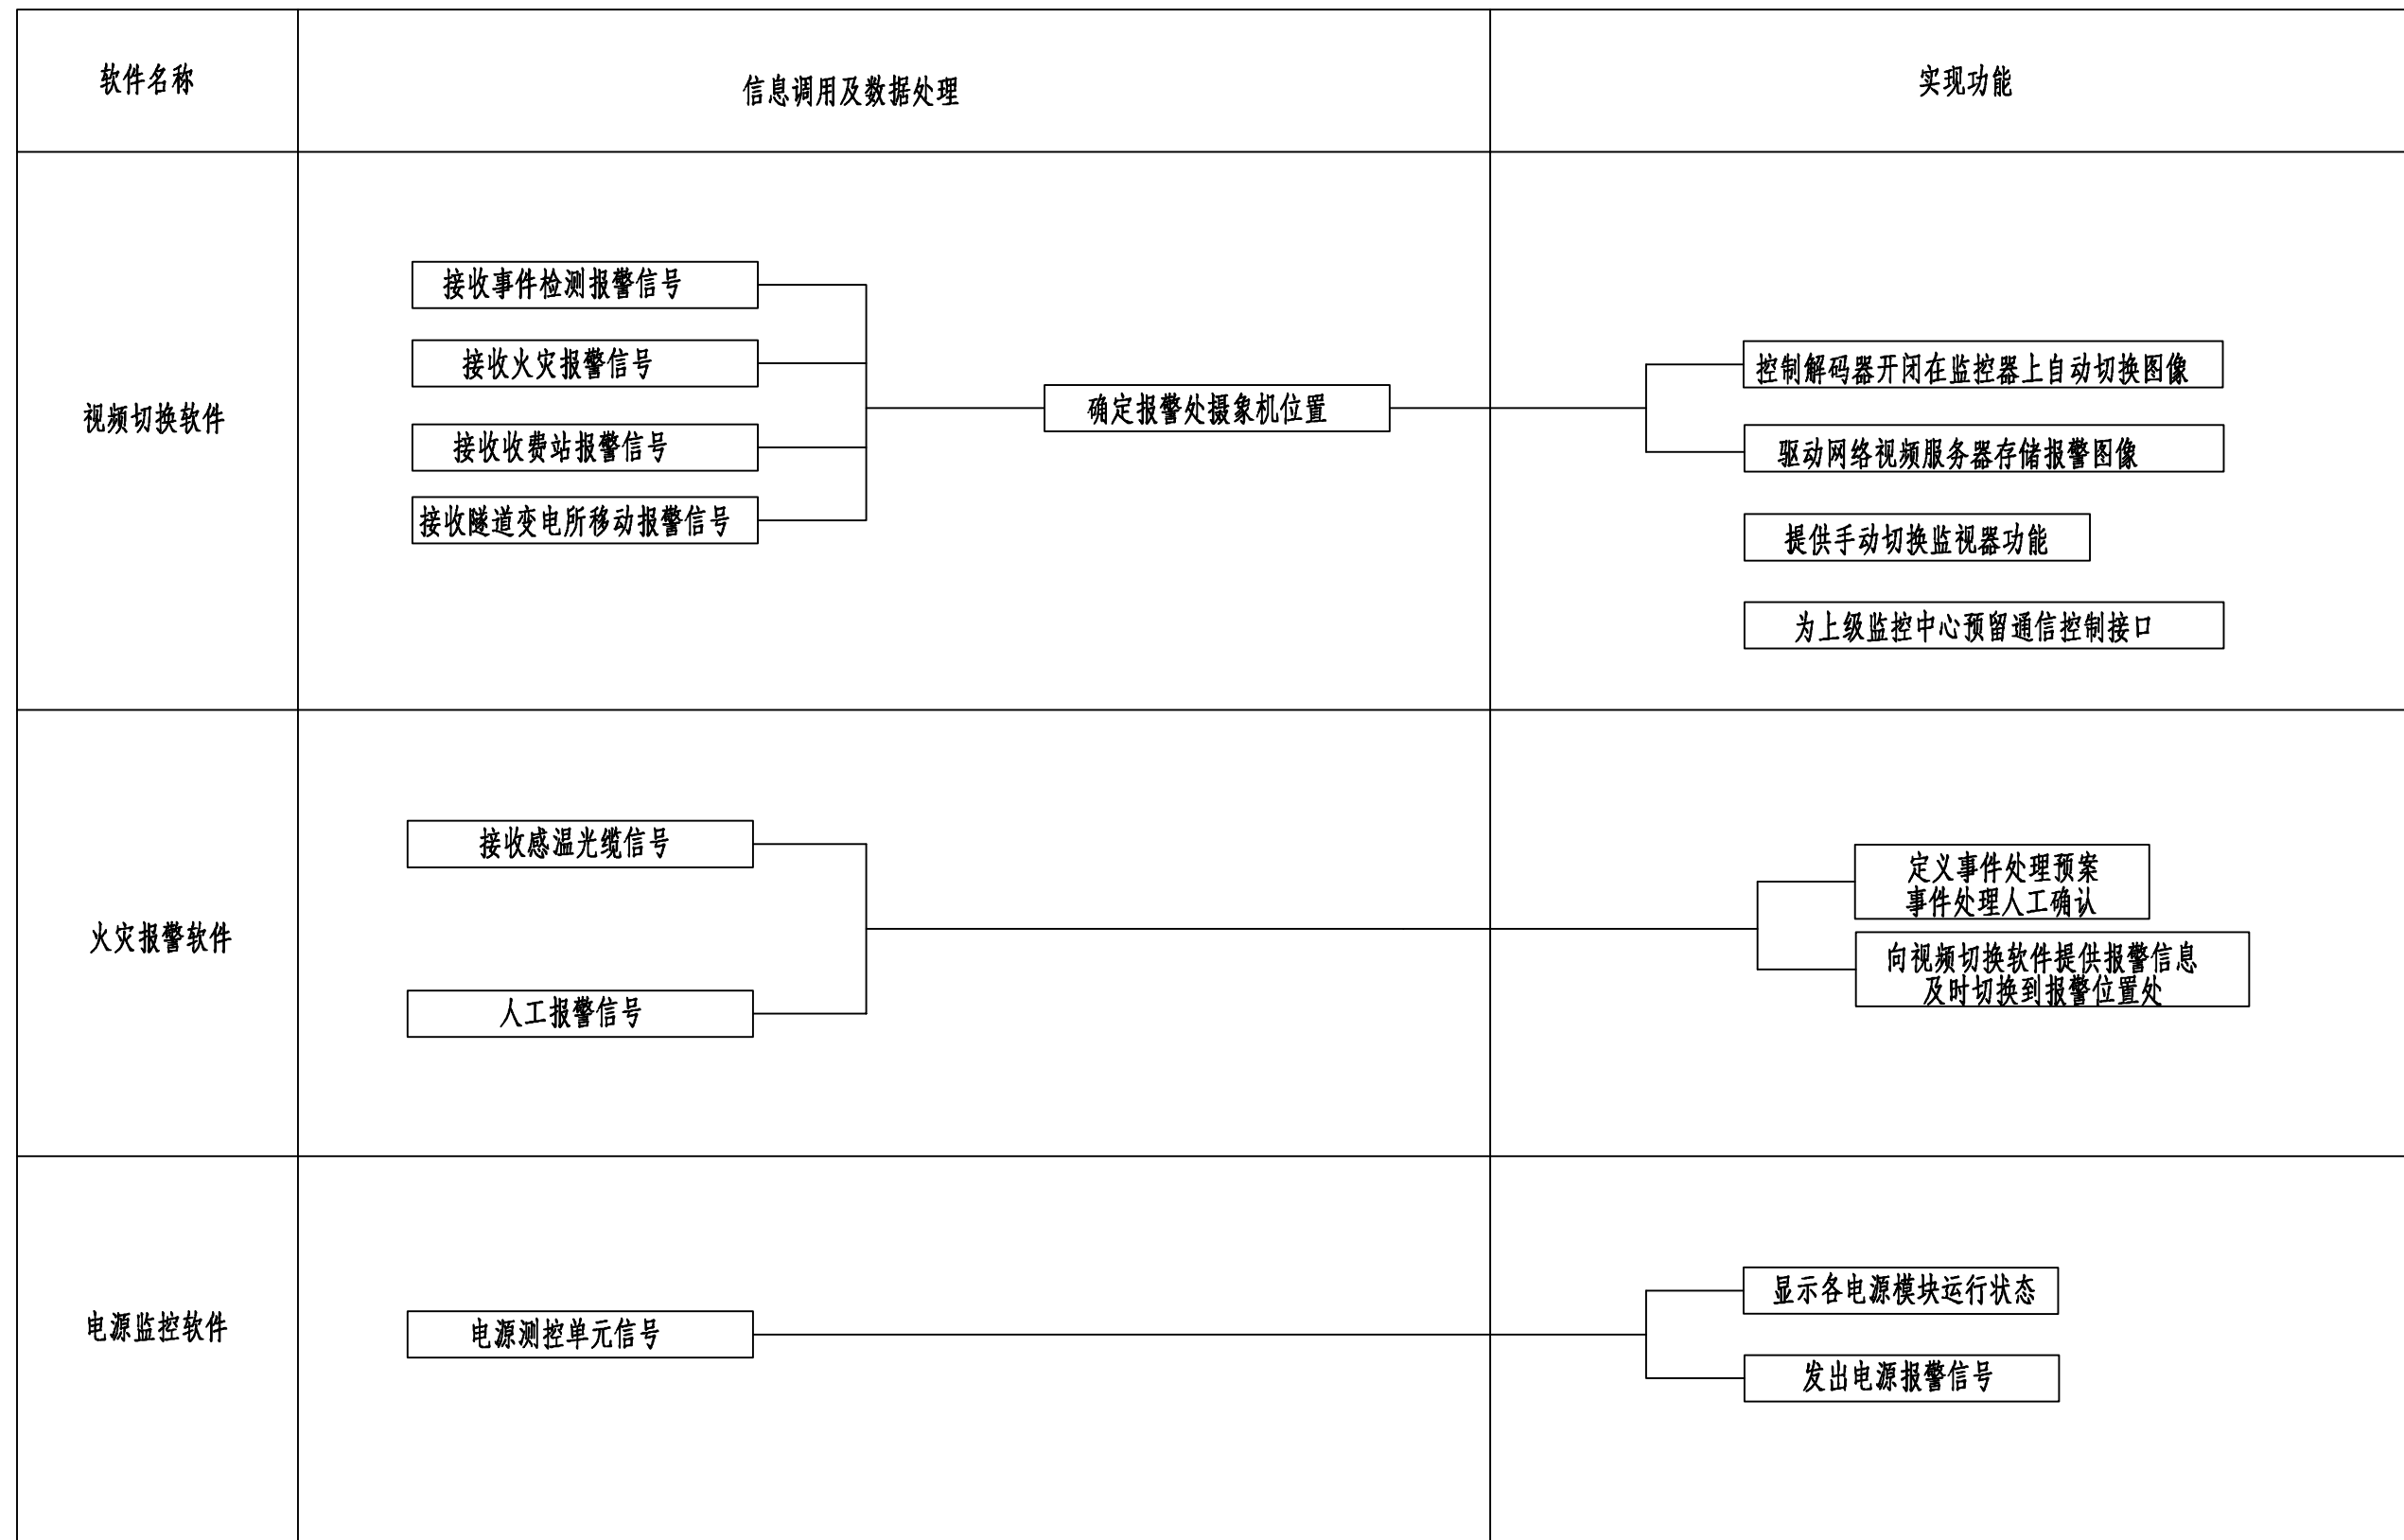 软件名称
信息调用及数据处理
实现功能
视频切换软件
接收事件检测报警信号
接收火灾报警信号
接收收费站报警信号
接收隧道变电所移动报警信号
确定报警处摄象机位置
控制解码器开闭在监控器上自动切换图像
驱动网络视频服务器存储报警图像
提供手动切换监视器功能
为上级监控中心预留通信控制接口
火灾报警软件
接收感温光缆信号
人工报警信号
定义事件处理预案
事件处理人工确认
向视频切换软件提供报警信息
及时切换到报警位置处
电源监控软件
电源测控单元信号
显示各电源模块运行状态
发出电源报警信号